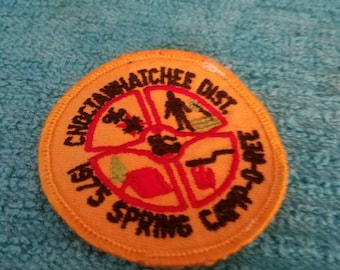 CHOCTAWHATCHEE DIST.
1975 SPRING CAMP-O-REE